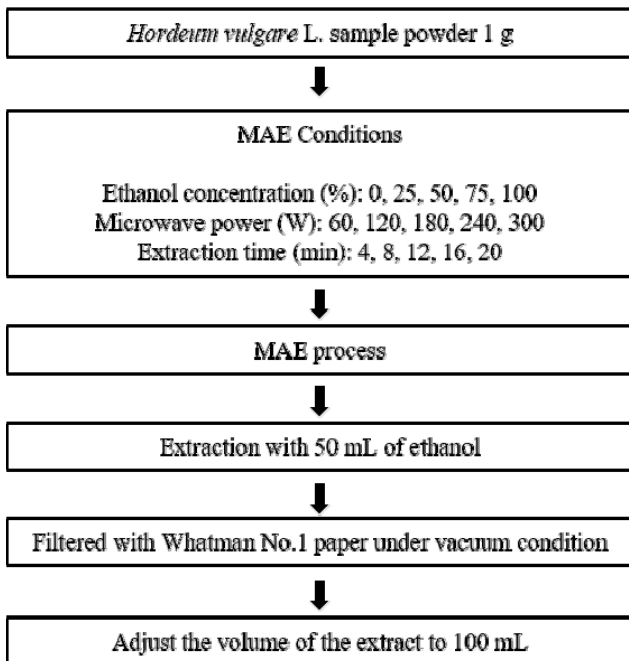 Hordeum vulgare L. sample powder 1 g
MAE Conditions
Ethanol concentration (%): 0, 25, 50, 75, 100
Microwave power (W): 60, 120, 180, 240, 300
Extraction time (min): 4, 8, 12, 16, 20
MAE process
Extraction with 50 mL of ethanol
Filtered with Whatman No.1 paper under vacuum condition
Adjust the volume of the extract to 100 mL